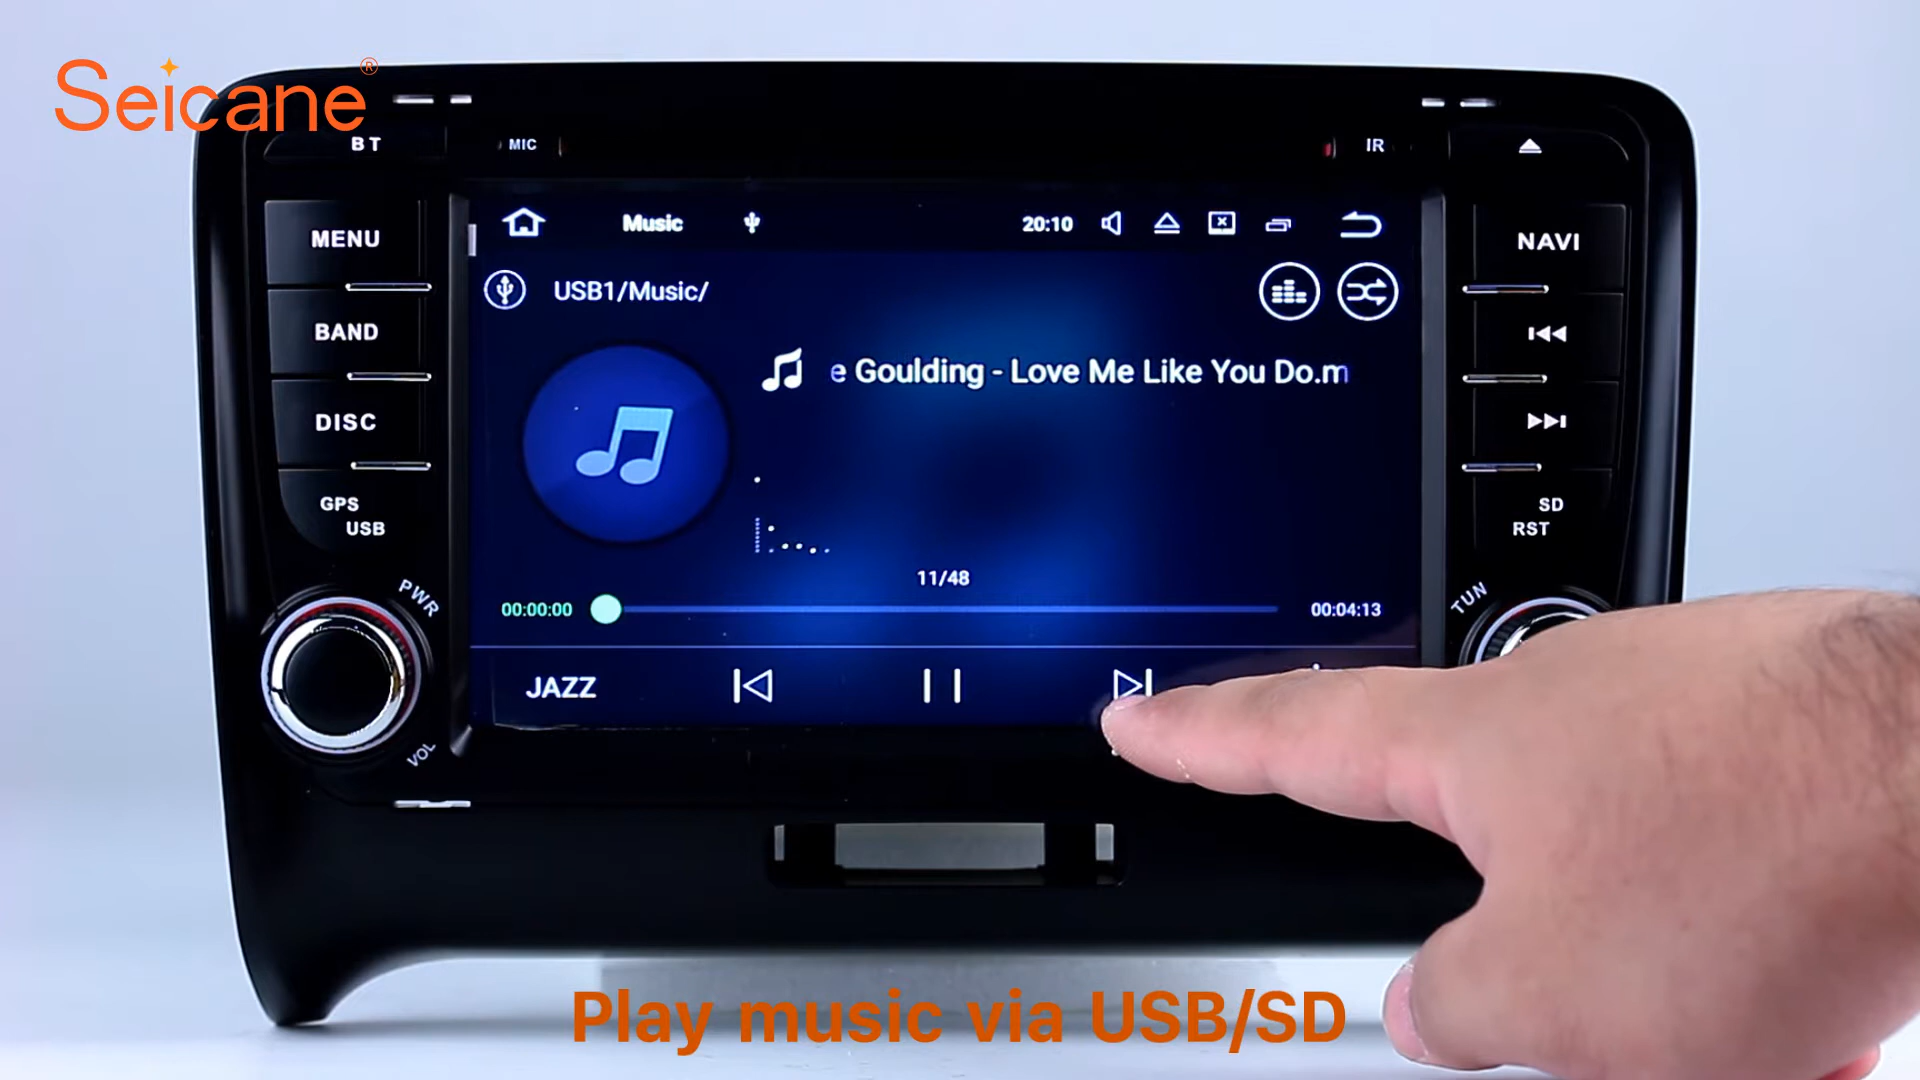 Seicane®
BT
MIC
IR
MENU
BAND
DISC
GPS
USB
PWR
VOL
Music
20:10
USB1/Music/
e Goulding - Love Me Like You Do.m
11/48
00:00:00
00:04:13
JAZZ
NAVI
SD
RST
TUN
Play music via USB/SD